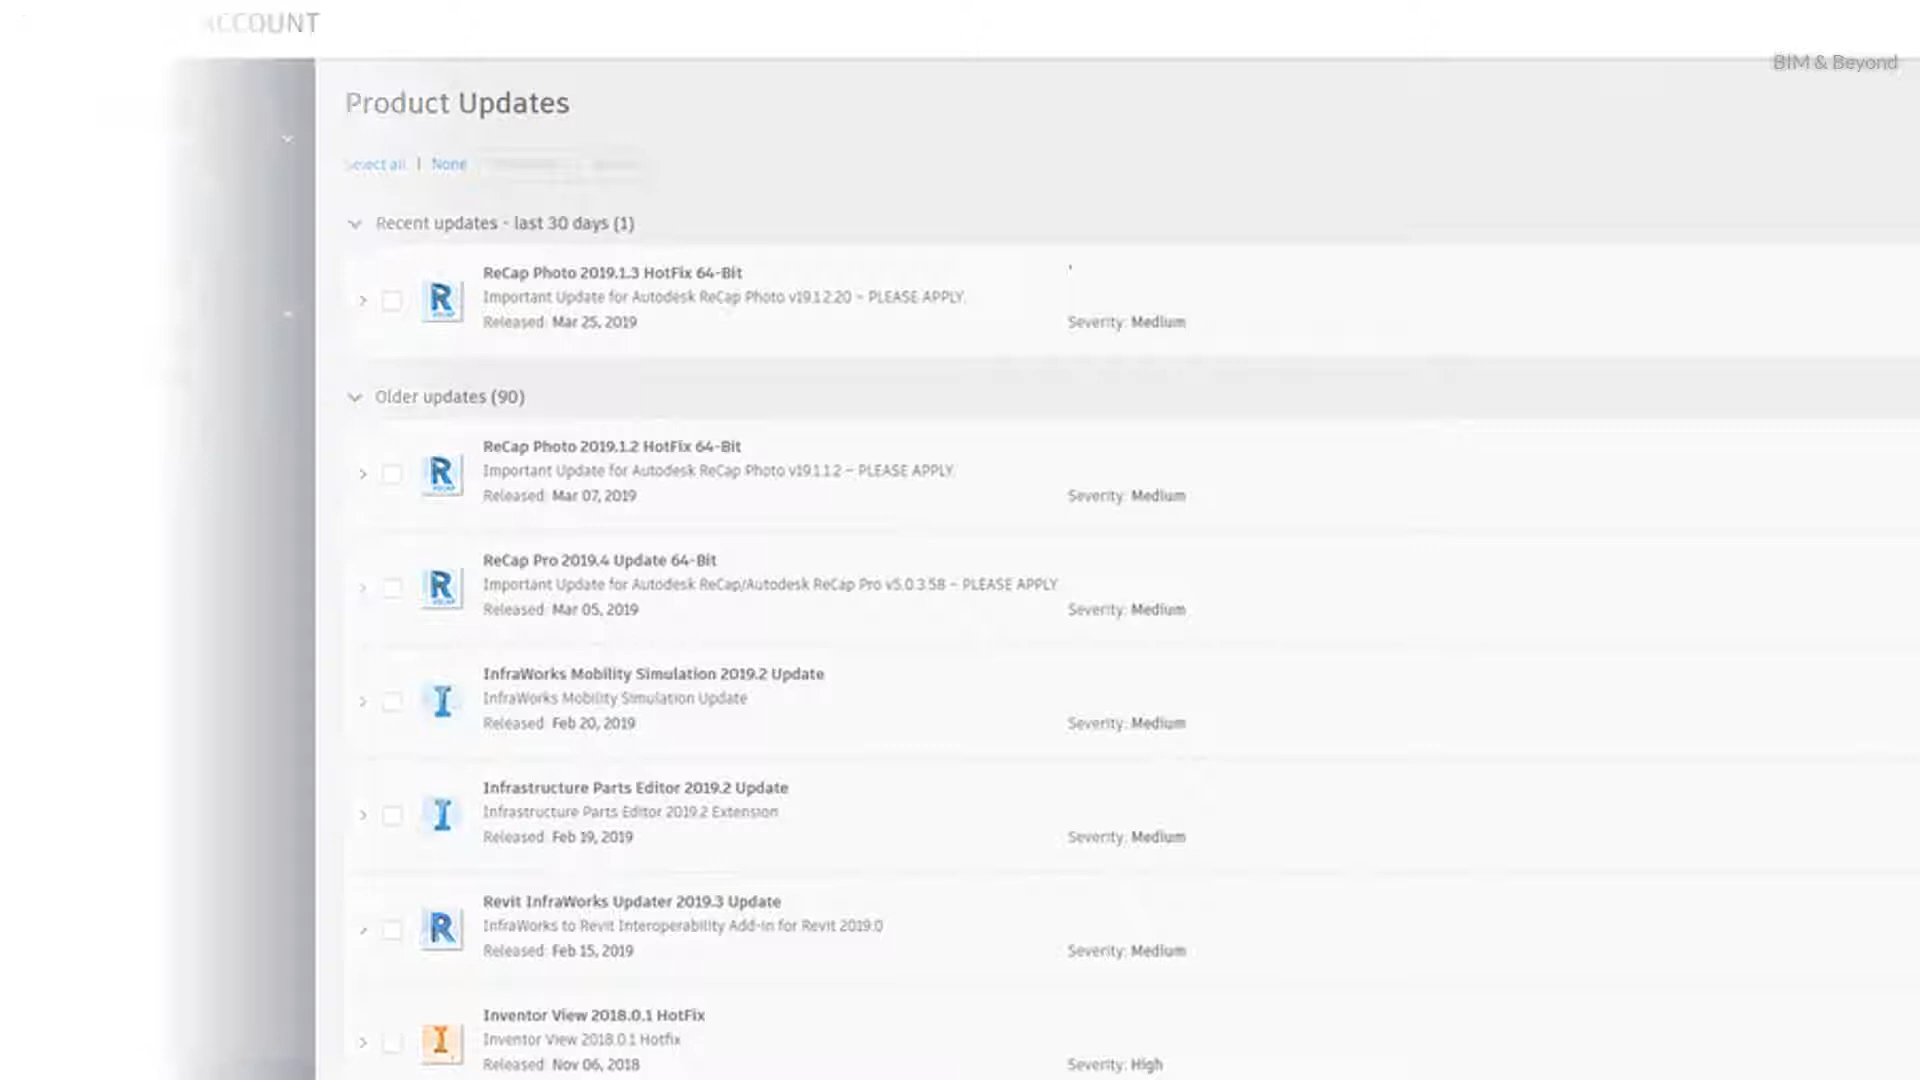 ACCOUNT
BIM & Beyond
Product Updates
Select all | None
Recent updates - last 30 days (1)
ReCap Photo 2019.1.3 HotFix 64-Bit
Important Update for Autodesk ReCap Photo v19.1.2.20 - PLEASE APPLY.
Released: Mar 25, 2019
Severity: Medium
Older updates (90)
ReCap Photo 2019.1.2 HotFix 64-Bit
Important Update for Autodesk ReCap Photo v19.1.1.2 - PLEASE APPLY.
Released: Mar 07, 2019
Severity: Medium
ReCap Pro 2019.4 Update 64-Bit
Important Update for Autodesk ReCap/Autodesk ReCap Pro v5.0.3.58 - PLEASE APPLY
Released: Mar 05, 2019
Severity: Medium
InfraWorks Mobility Simulation 2019.2 Update
InfraWorks Mobility Simulation Update
Released: Feb 20, 2019
Severity: Medium
Infrastructure Parts Editor 2019.2 Update
Infrastructure Parts Editor 2019.2 Extension
Released: Feb 19, 2019
Severity: Medium
Revit InfraWorks Updater 2019.3 Update
InfraWorks to Revit Interoperability Add-in for Revit 2019.0
Released: Feb 15, 2019
Severity: Medium
Inventor View 2018.0.1 HotFix
Inventor View 2018.0.1 Hotfix
Released: Nov 06, 2018
Severity: High